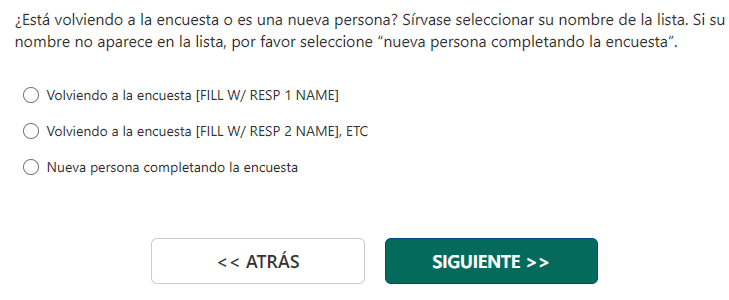 ¿Está volviendo a la encuesta o es una nueva persona? Sírvase seleccionar su nombre de la lista. Si su
nombre no aparece en la lista, por favor seleccione “nueva persona completando la encuesta”.
Volviendo a la encuesta [FILL W/ RESP 1 NAME]
Volviendo a la encuesta [FILL W/ RESP 2 NAME], ETC
Nueva persona completando la encuesta
<< ATRÁS
SIGUIENTE >>